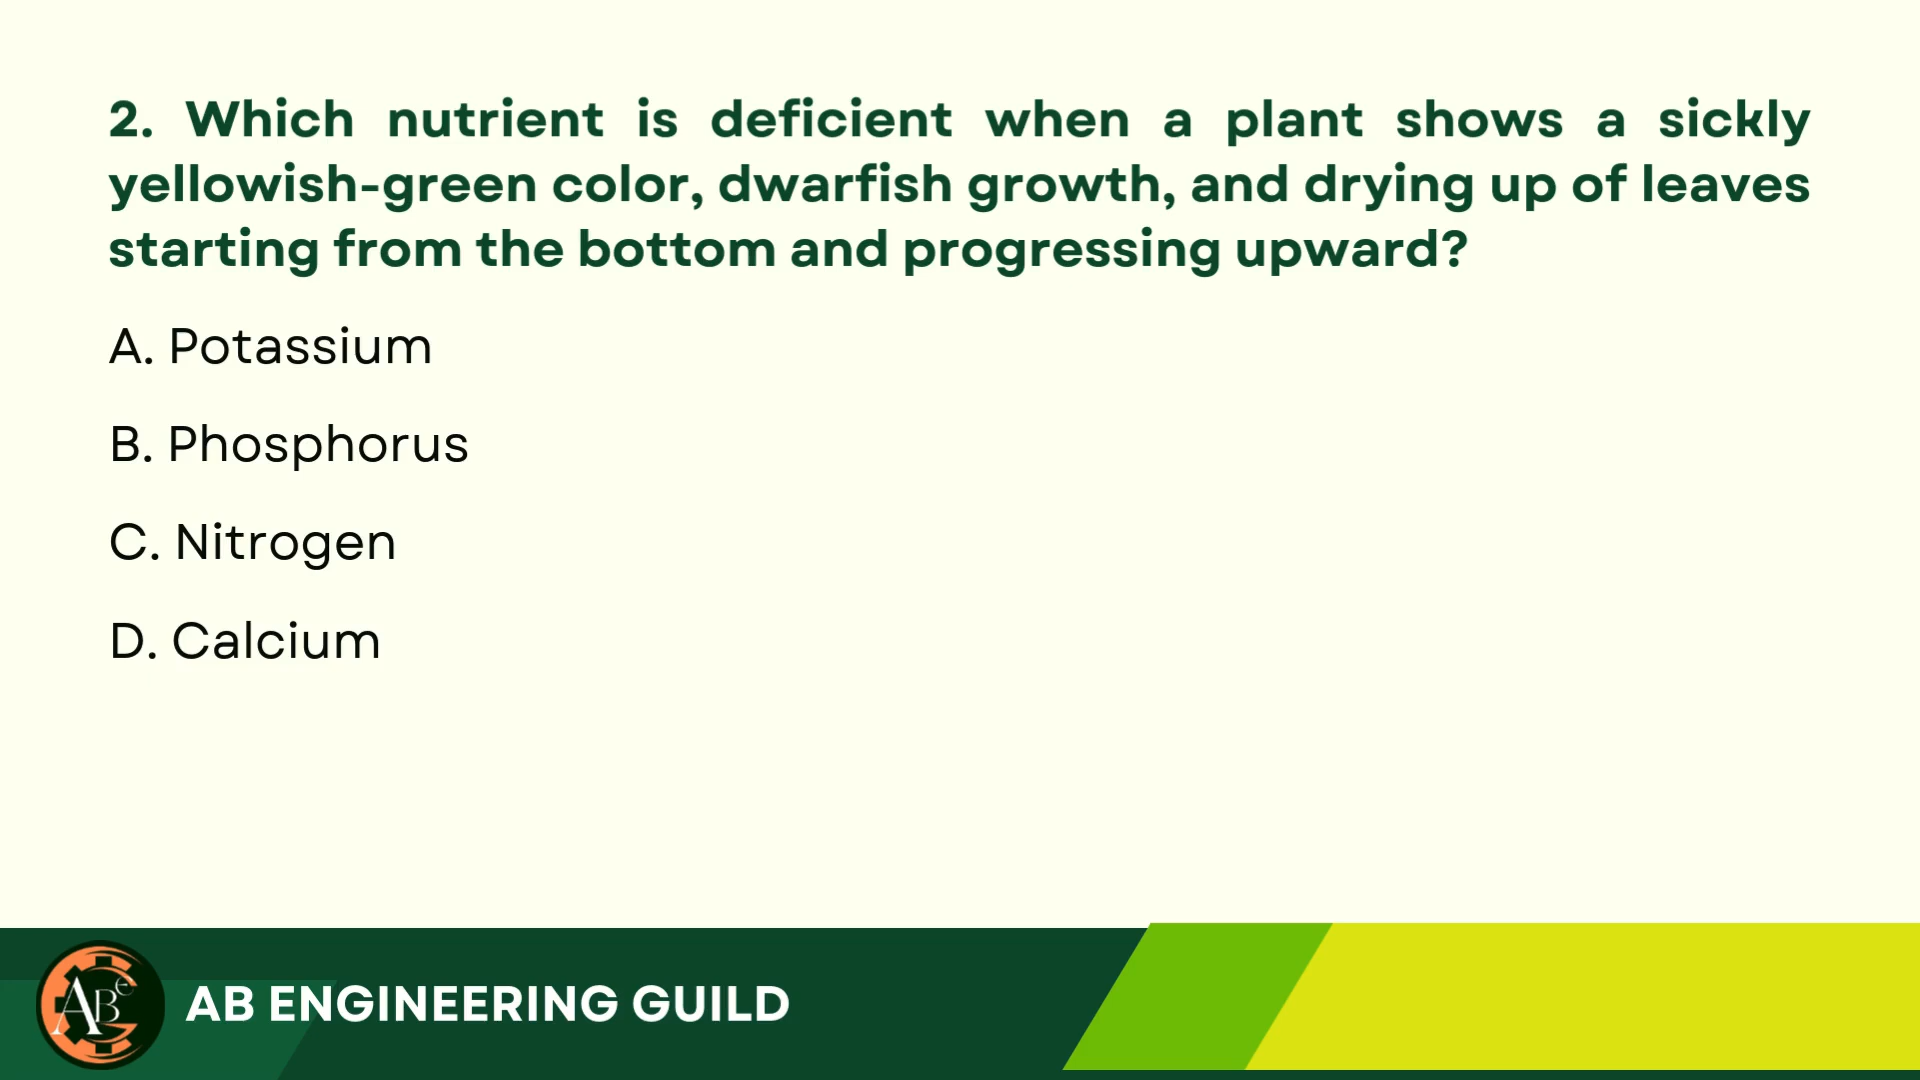 2. Which nutrient is deficient when a plant shows a sickly
yellowish-green color, dwarfish growth, and drying up of leaves
starting from the bottom and progressing upward?
A. Potassium
B. Phosphorus
C. Nitrogen
D. Calcium
ABe
AB ENGINEERING GUILD